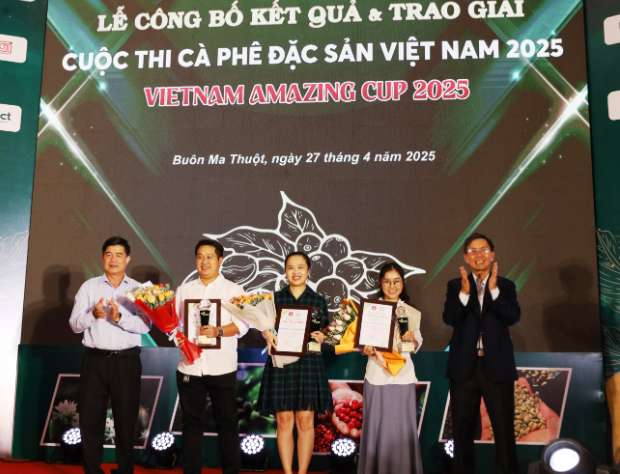 LỄ CÔNG BỐ KẾT QUẢ & TRAO GIẢI
CUỘC THI CÀ PHÊ ĐẶC SẢN VIỆT NAM 2025
VIETNAM AMAZING CUP 2025
Buôn Ma Thuột, ngày 27 tháng 4 năm 2025